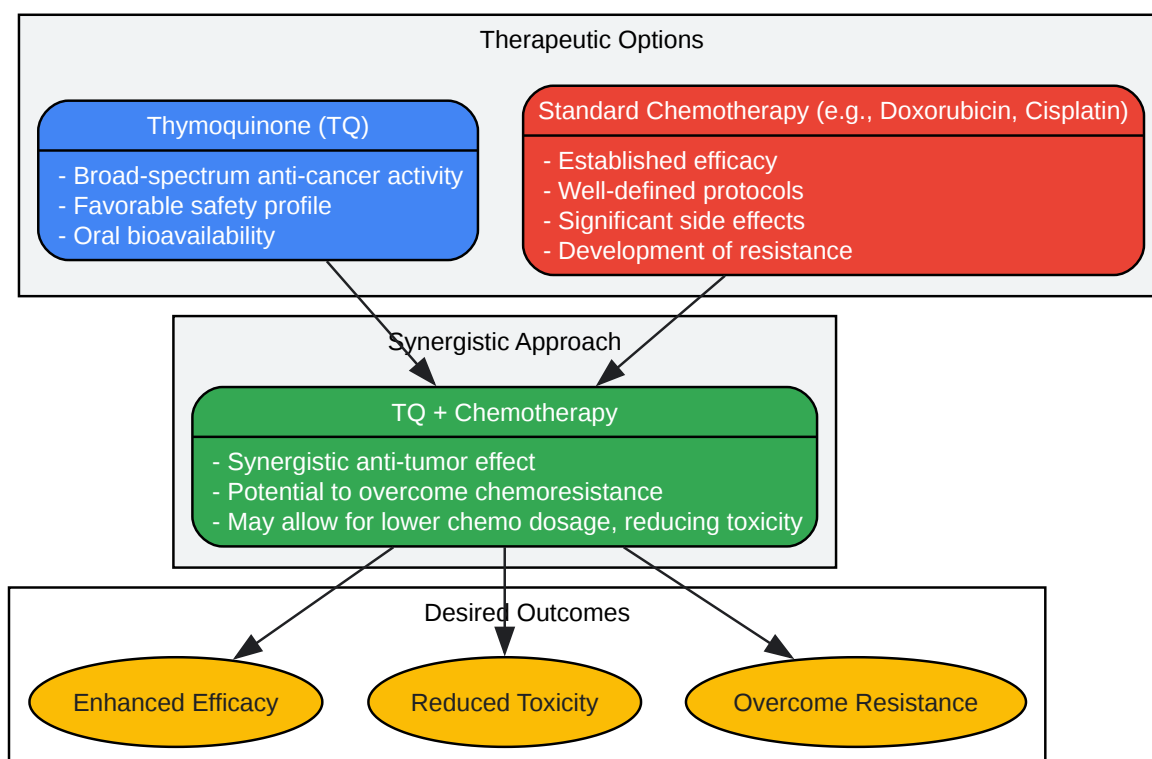 Therapeutic Options
Thymoquinone (TQ)
- Broad-spectrum anti-cancer activity
- Favorable safety profile
- Oral bioavailability
Standard Chemotherapy (e.g., Doxorubicin, Cisplatin)
- Established efficacy
- Well-defined protocols
- Significant side effects
- Development of resistance
Synergistic Approach
TQ + Chemotherapy
- Synergistic anti-tumor effect
- Potential to overcome chemoresistance
- May allow for lower chemo dosage, reducing toxicity
Desired Outcomes
Enhanced Efficacy
Reduced Toxicity
Overcome Resistance